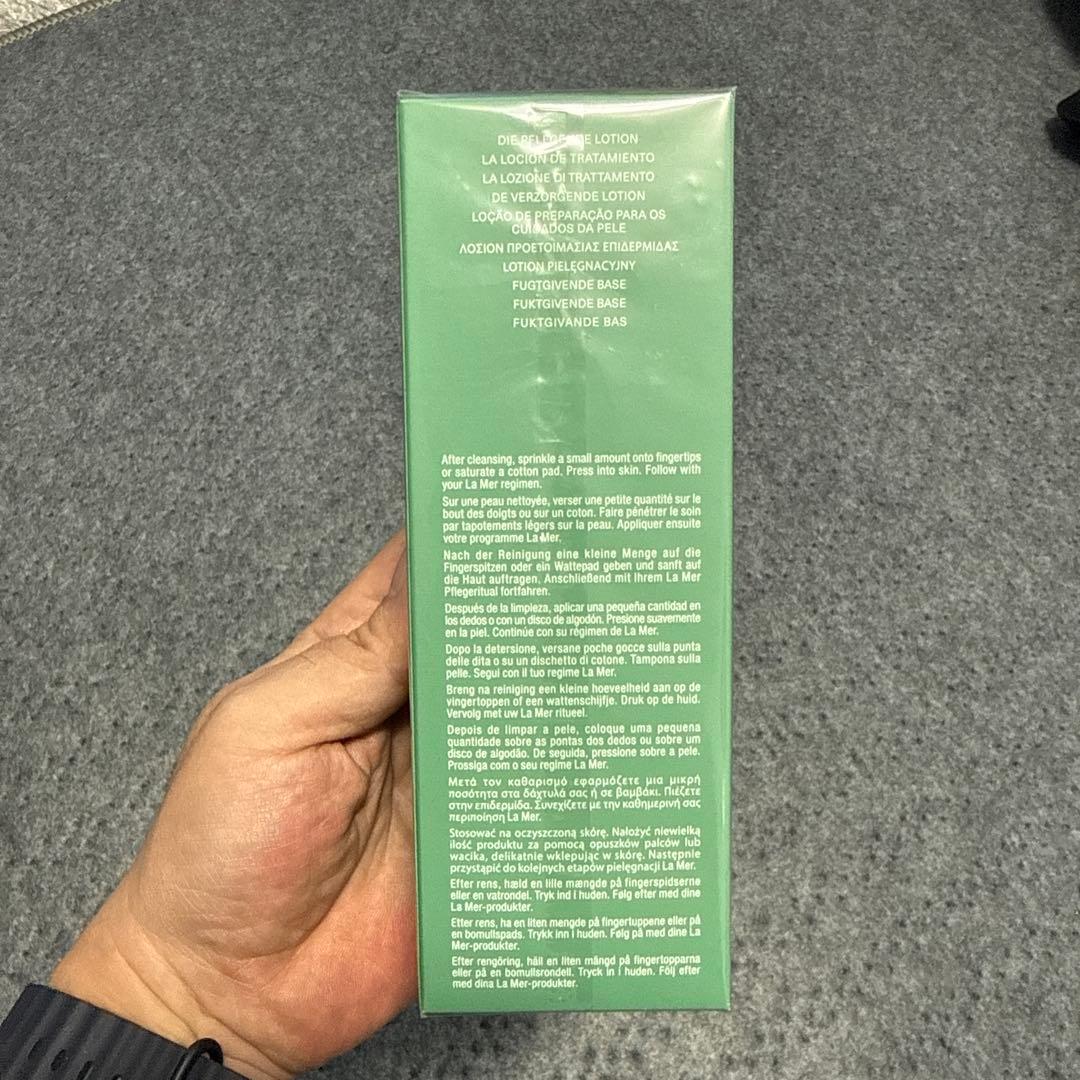 DIE PFLEGENDE LOTION
LA LOCIÓN DE TRATAMIENTO
LA LOZIONE DI TRATTAMENTO
DE VERZORGENDE LOTION
LOÇÃO DE PREPARAÇÃO PARA OS
CUIDADOS DA PELE
ΛΟΣΙΟΝ ΠΡΟΕΤΟΙΜΑΣΙΑΣ ΕΠΙΔΕΡΜΙΔΑΣ
LOTION PIELĘGNACYJNY
FUGTGIVENDE BASE
FUKTGIVENDE BASE
FUKTGIVANDE BAS
After cleansing, sprinkle a small amount onto fingertips
or saturate a cotton pad. Press into skin. Follow with
your La Mer regimen.
Sur une peau nettoyée, verser une petite quantité sur le
bout des doigts ou sur un coton. Faire pénétrer le soin
par tapotements légers sur la peau. Appliquer ensuite
votre programme La Mer.
Nach der Reinigung eine kleine Menge auf die
Fingerspitzen oder ein Wattepad geben und sanft auf
die Haut auftragen. Anschließend mit Ihrem La Mer
Pflegeritual fortfahren.
Después de la limpieza, aplicar una pequeña cantidad en
los dedos o con un disco de algodón. Presione suavemente
en la piel. Continúe con su régimen de La Mer.
Dopo la detersione, versane poche gocce sulla punta
delle dita o su un dischetto di cotone. Tampona sulla
pelle. Segui con il tuo regime La Mer.
Breng na reiniging een kleine hoeveelheid aan op de
vingertoppen of een wattenschijfje. Druk op de huid.
Vervolg met uw La Mer ritueel.
Depois de limpar a pele, coloque uma pequena
quantidade sobre as pontas dos dedos ou sobre um
disco de algodão. De seguida, pressione sobre a pele.
Prossiga com o seu regime La Mer.
Μετά τον καθαρισμό εφαρμόζετε μια μικρή
ποσότητα στα δάχτυλά σας ή σε βαμβάκι. Πιέζετε
στην επιδερμίδα. Συνεχίζετε με την καθημερινή σας
περιποίηση La Mer.
Stosować na oczyszczoną skórę. Nałożyć niewielką
ilość produktu za pomocą opuszków palców lub
wacika, delikatnie wklepując w skórę. Następnie
przystąpić do kolejnych etapów pielęgnacji La Mer.
Efter rens, hæld en lille mængde på fingerspidserne
eller en vatrondel. Tryk ind i huden. Følg efter med dine
La Mer-produkter.
Etter rens, ha en liten mengde på fingertuppene eller på
en bomullspads. Trykk inn i huden. Følg på med dine La
Mer-produkter.
Efter rengöring, häll en liten mängd på fingertopparna
eller på en bomullsrondell. Tryck in i huden. Följ efter
med dina La Mer-produkter.